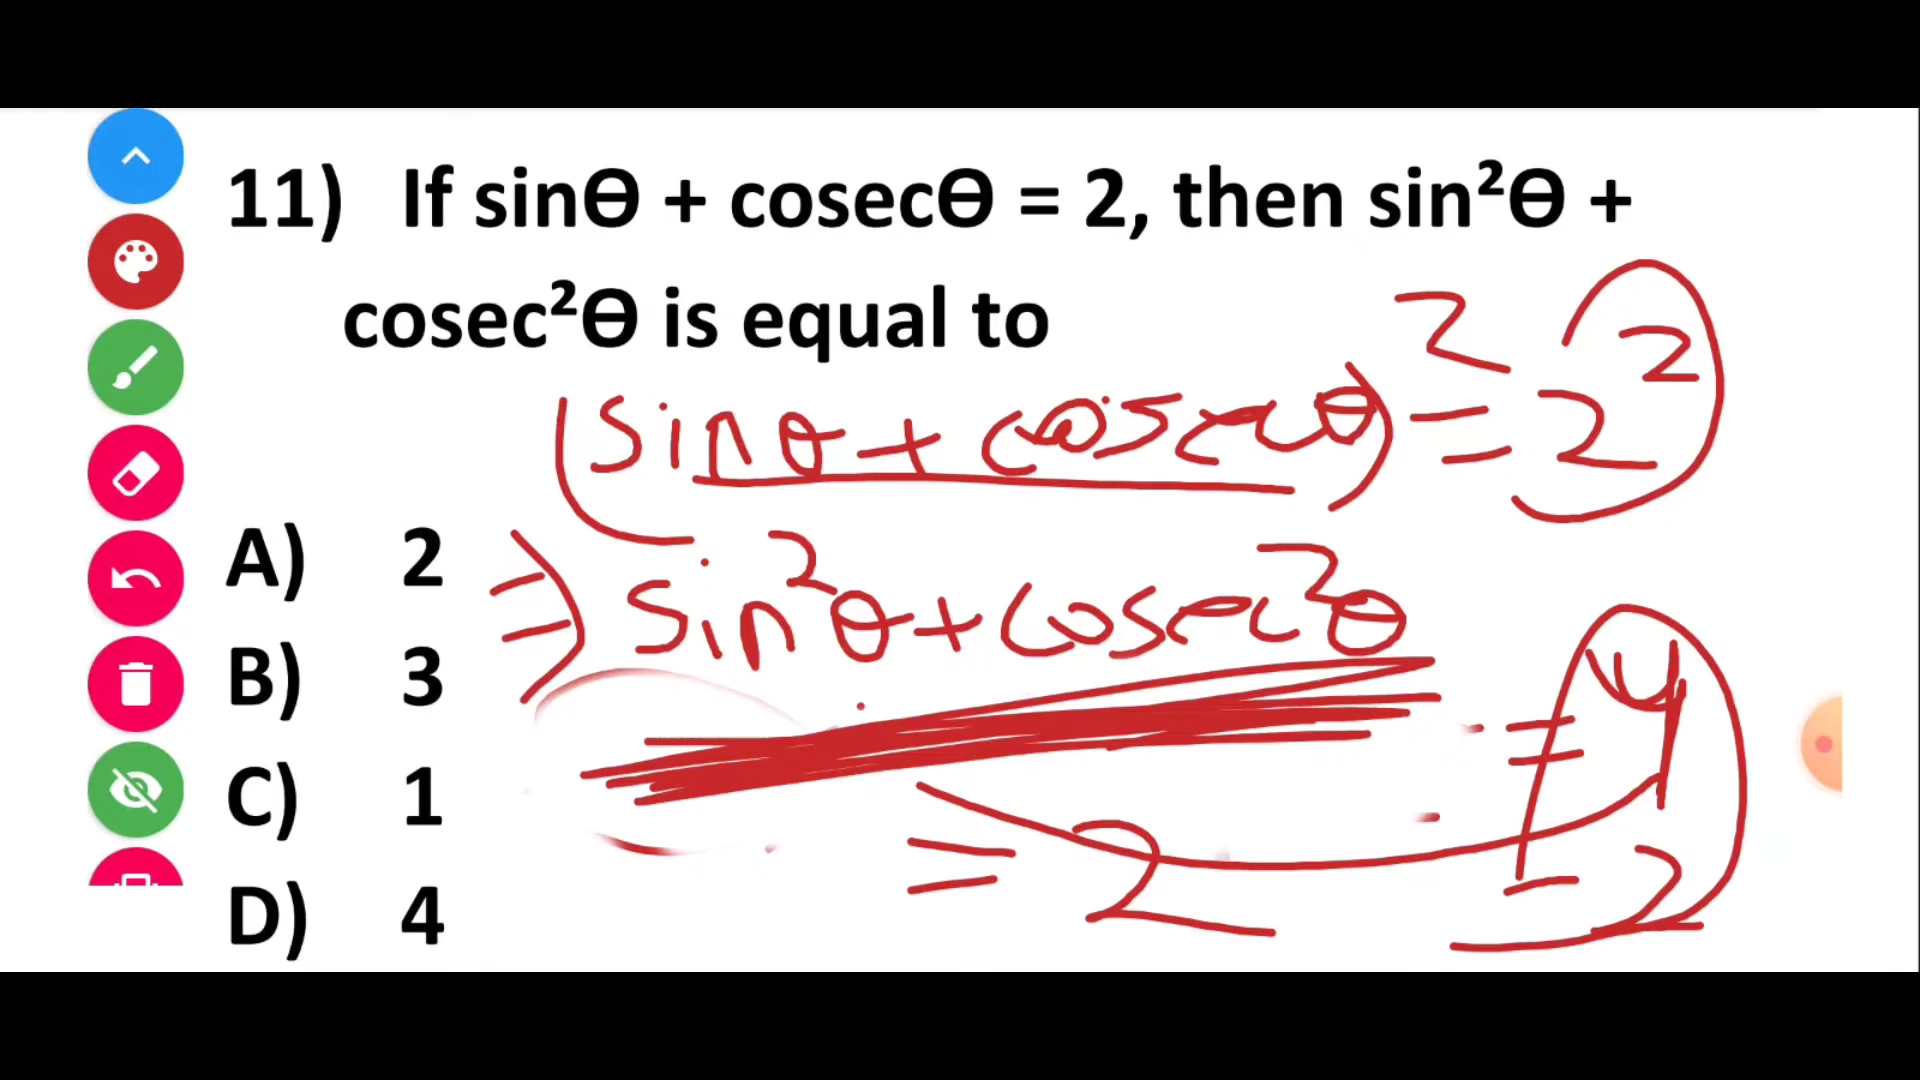 11) If sinϴ + cosecϴ = 2, then sin²ϴ +
cosec²ϴ is equal to
(sinθ + cosecθ)² = 2²
⇒) sin²θ + cosec²θ
= 4 - 2
= 2
A) 2
B) 3
C) 1
D) 4